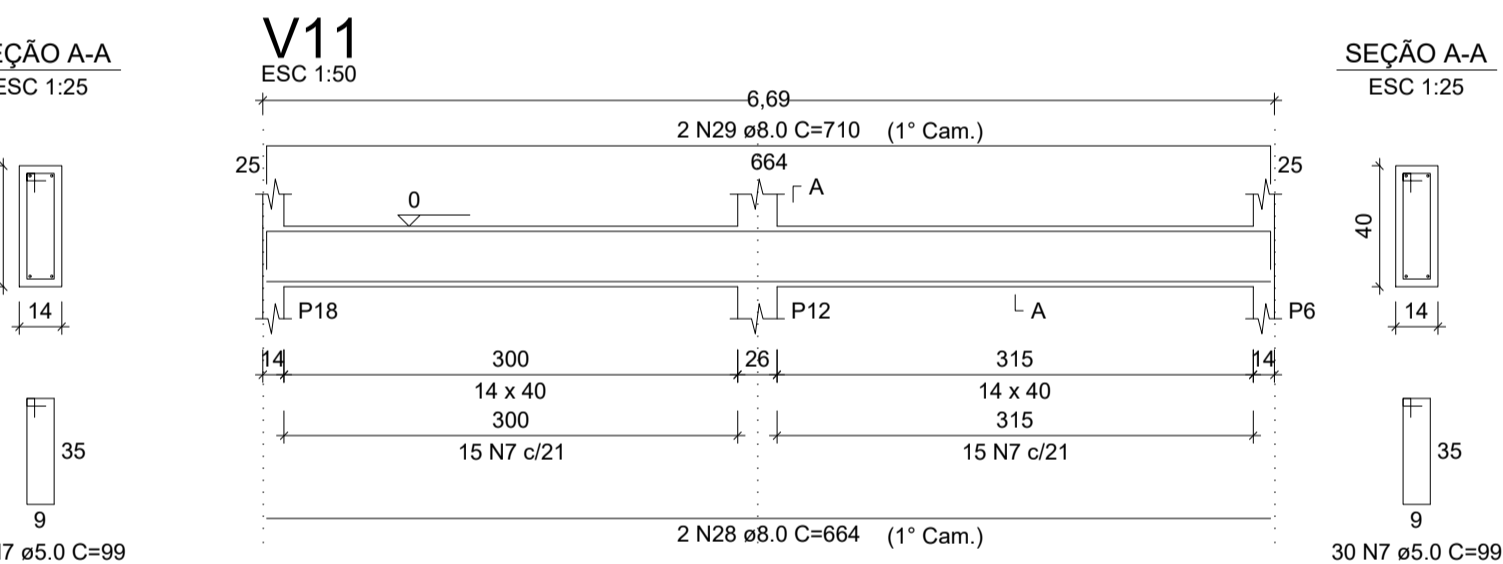 V11
ESC 1:50
SEÇÃO A-A
ESC 1:25
6,69
2 N29 ø8.0 C=710 (1° Cam.)
25
664
25
A
0
40
14
P18
P12
A
P6
14
14
300
26
315
14
14 x 40
14 x 40
300
315
15 N7 c/21
15 N7 c/21
35
35
9
9
2 N28 ø8.0 C=664 (1° Cam.)
ø5.0 C=99
30 N7 ø5.0 C=99
A-A
1:25